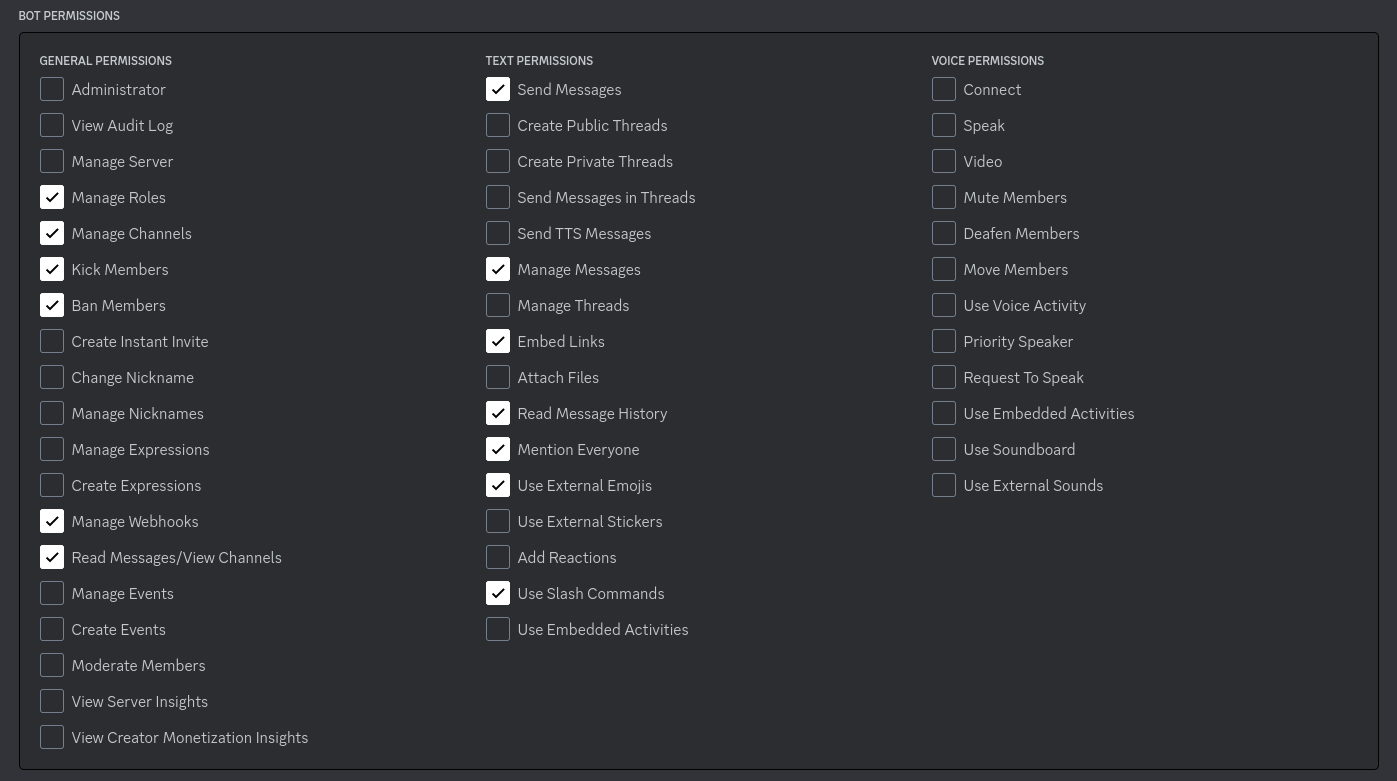 BOT PERMISSIONS
GENERAL PERMISSIONS
Administrator
View Audit Log
Manage Server
Manage Roles
Manage Channels
Kick Members
Ban Members
Create Instant Invite
Change Nickname
Manage Nicknames
Manage Expressions
Create Expressions
Manage Webhooks
Read Messages/View Channels
Manage Events
Create Events
Moderate Members
View Server Insights
View Creator Monetization Insights
TEXT PERMISSIONS
Send Messages
Create Public Threads
Create Private Threads
Send Messages in Threads
Send TTS Messages
Manage Messages
Manage Threads
Embed Links
Attach Files
Read Message History
Mention Everyone
Use External Emojis
Use External Stickers
Add Reactions
Use Slash Commands
Use Embedded Activities
VOICE PERMISSIONS
Connect
Speak
Video
Mute Members
Deafen Members
Move Members
Use Voice Activity
Priority Speaker
Request To Speak
Use Embedded Activities
Use Soundboard
Use External Sounds